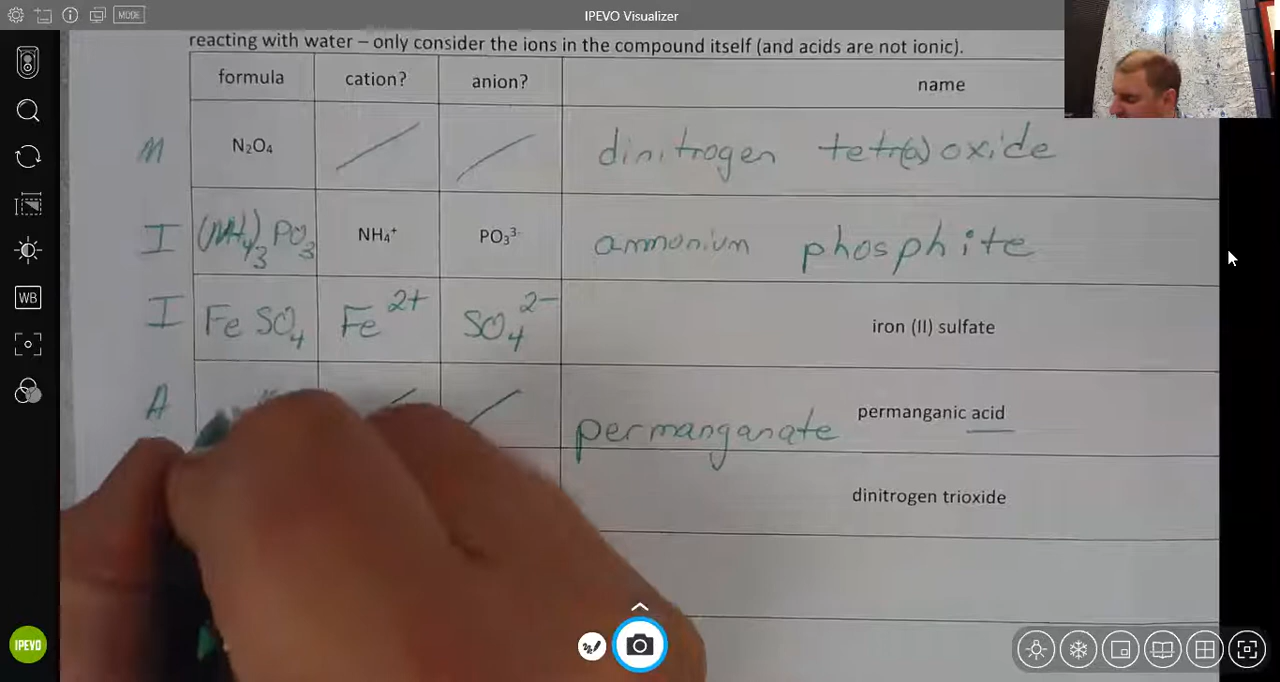 MODE
IPEVO Visualizer
reacting with water – only consider the ions in the compound itself (and acids are not ionic).
formula cation? anion? name
M N₂O₄ dinitrogen tetr(a) oxide
I (NH₄)₃PO₃ NH₄⁺ PO₃³⁻ ammonium phosphite
I FeSO₄ Fe²⁺ SO₄²⁻ iron (II) sulfate
A permanganate permanganic acid
dinitrogen trioxide
WB
IPEVO